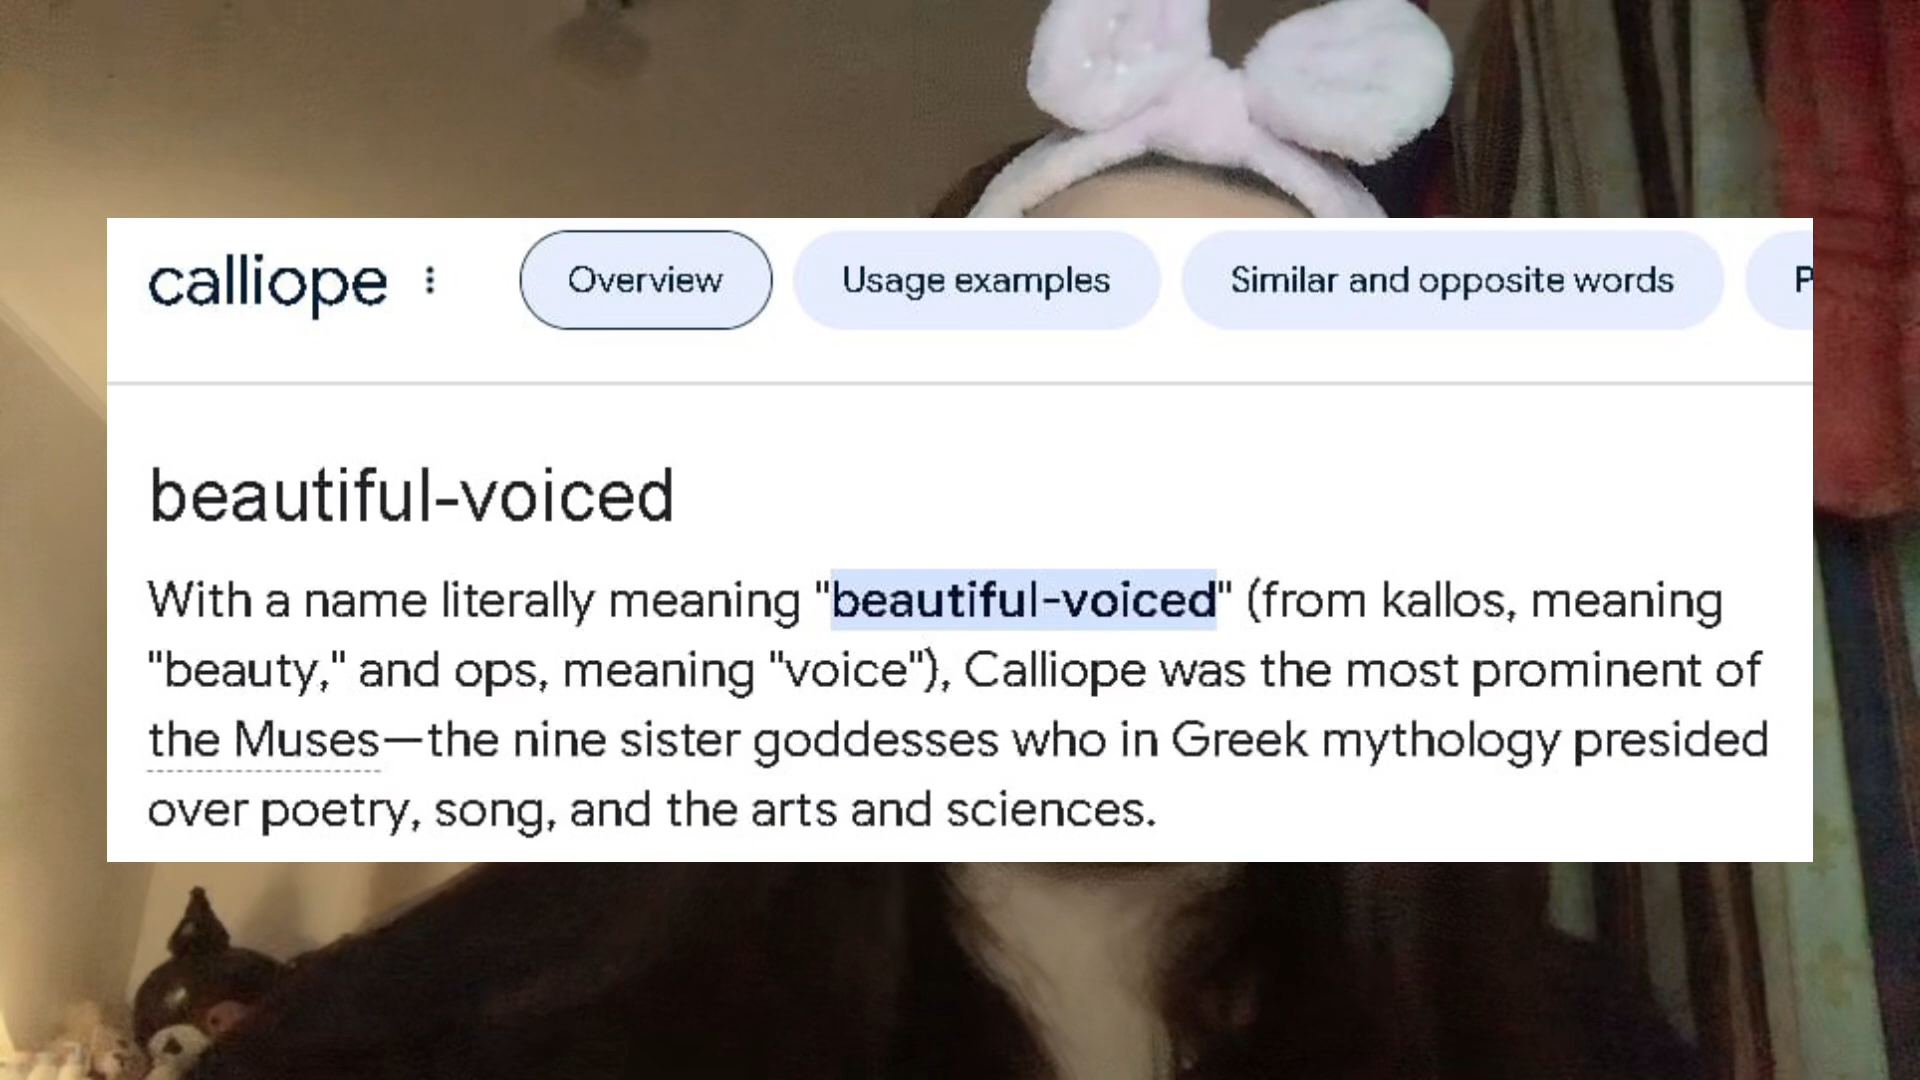 calliope
Overview
Usage examples
Similar and opposite words
P
beautiful-voiced
With a name literally meaning "beautiful-voiced" (from kallos, meaning
"beauty," and ops, meaning "voice"), Calliope was the most prominent of
the Muses—the nine sister goddesses who in Greek mythology presided
over poetry, song, and the arts and sciences.